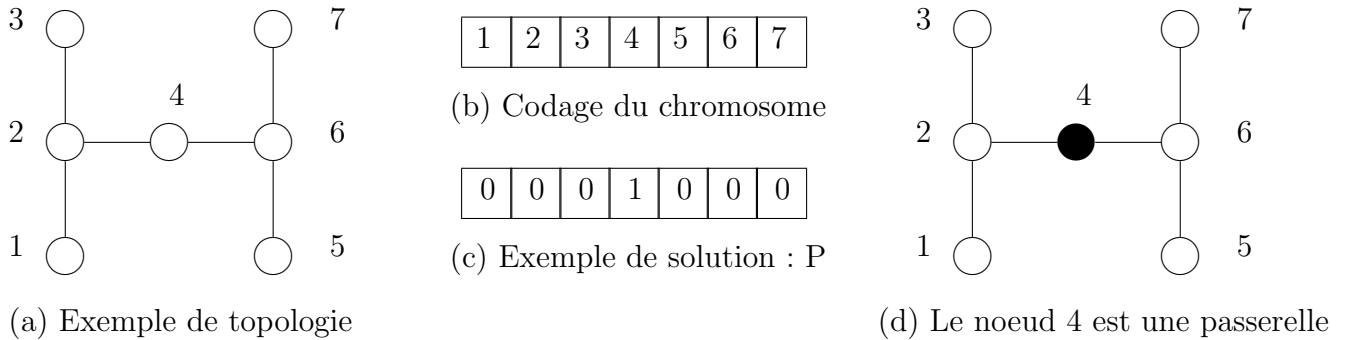 3 7
4
2 6
1 5
(a) Exemple de topologie
1 2 3 4 5 6 7
(b) Codage du chromosome
0 0 0 1 0 0 0
(c) Exemple de solution : P
3 7
4
2 6
1 5
(d) Le noeud 4 est une passerelle